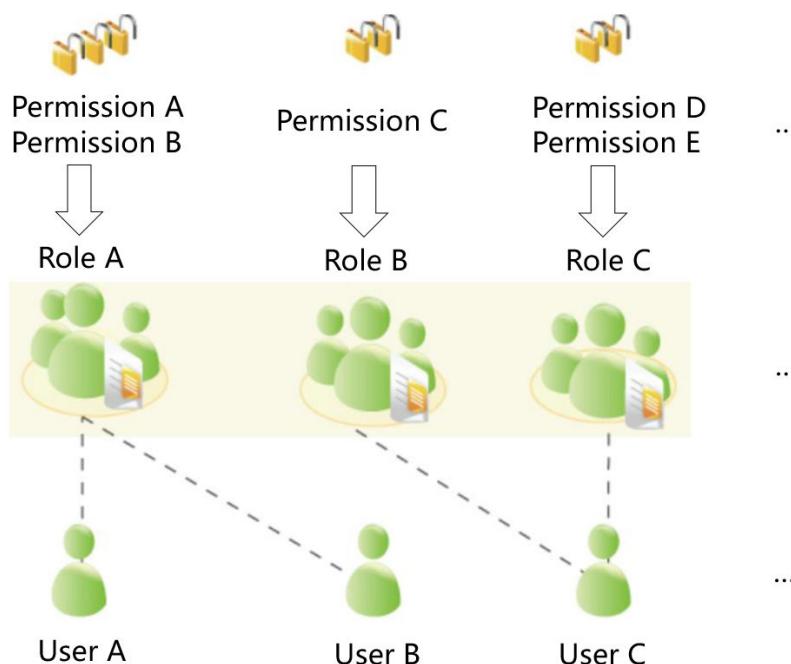 Permission A
Permission B
Permission C
Permission D
Permission E
...
Role A
Role B
Role C
...
User A
User B
User C
...